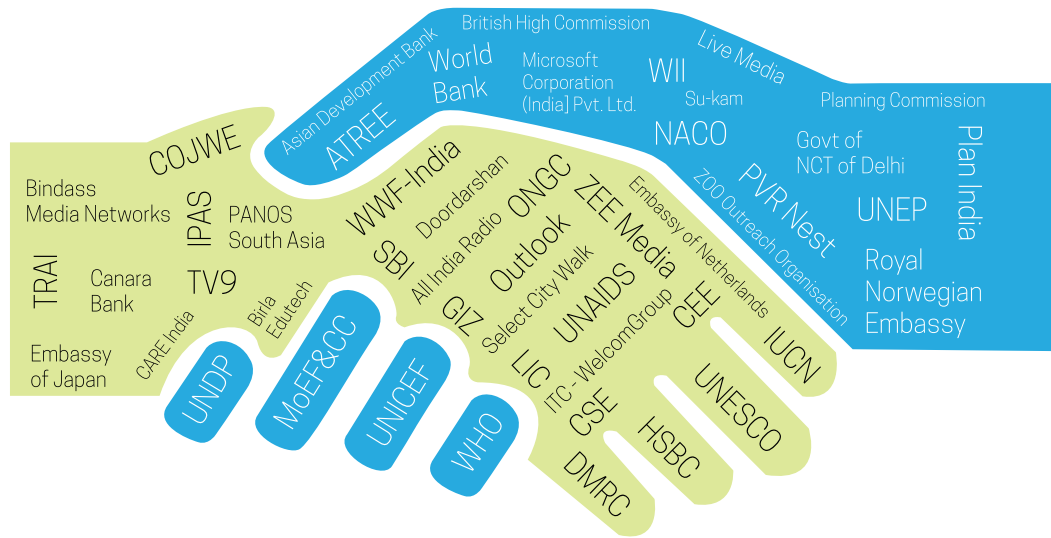 British High Commission
Asian Development Bank
World
Bank
Microsoft
Corporation
(India] Pvt. Ltd.
WII
Live Media
Su-kam
Planning Commission
ATREE
NACO
Govt of
NCT of Delhi
Plan India
COJWE
WWF-India
Doordarshan
ONGC
ZEE Media
Embassy of Netherlands
ZOO Outreach Organisation
PVR Nest
UNEP
Royal
Norwegian
Embassy
Bindass
Media Networks
IPAS
PANOS
South Asia
SBI
All India Radio
Outlook
TRAI
Canara
Bank
TV9
Birla
Edutech
GIZ
Select City Walk
UNAIDS
CEE
IUCN
CARE India
Embassy
of Japan
UNDP
MoEF&CC
UNICEF
WHO
LIC
ITC - WelcomGroup
CSE
UNESCO
HSBC
DMRC